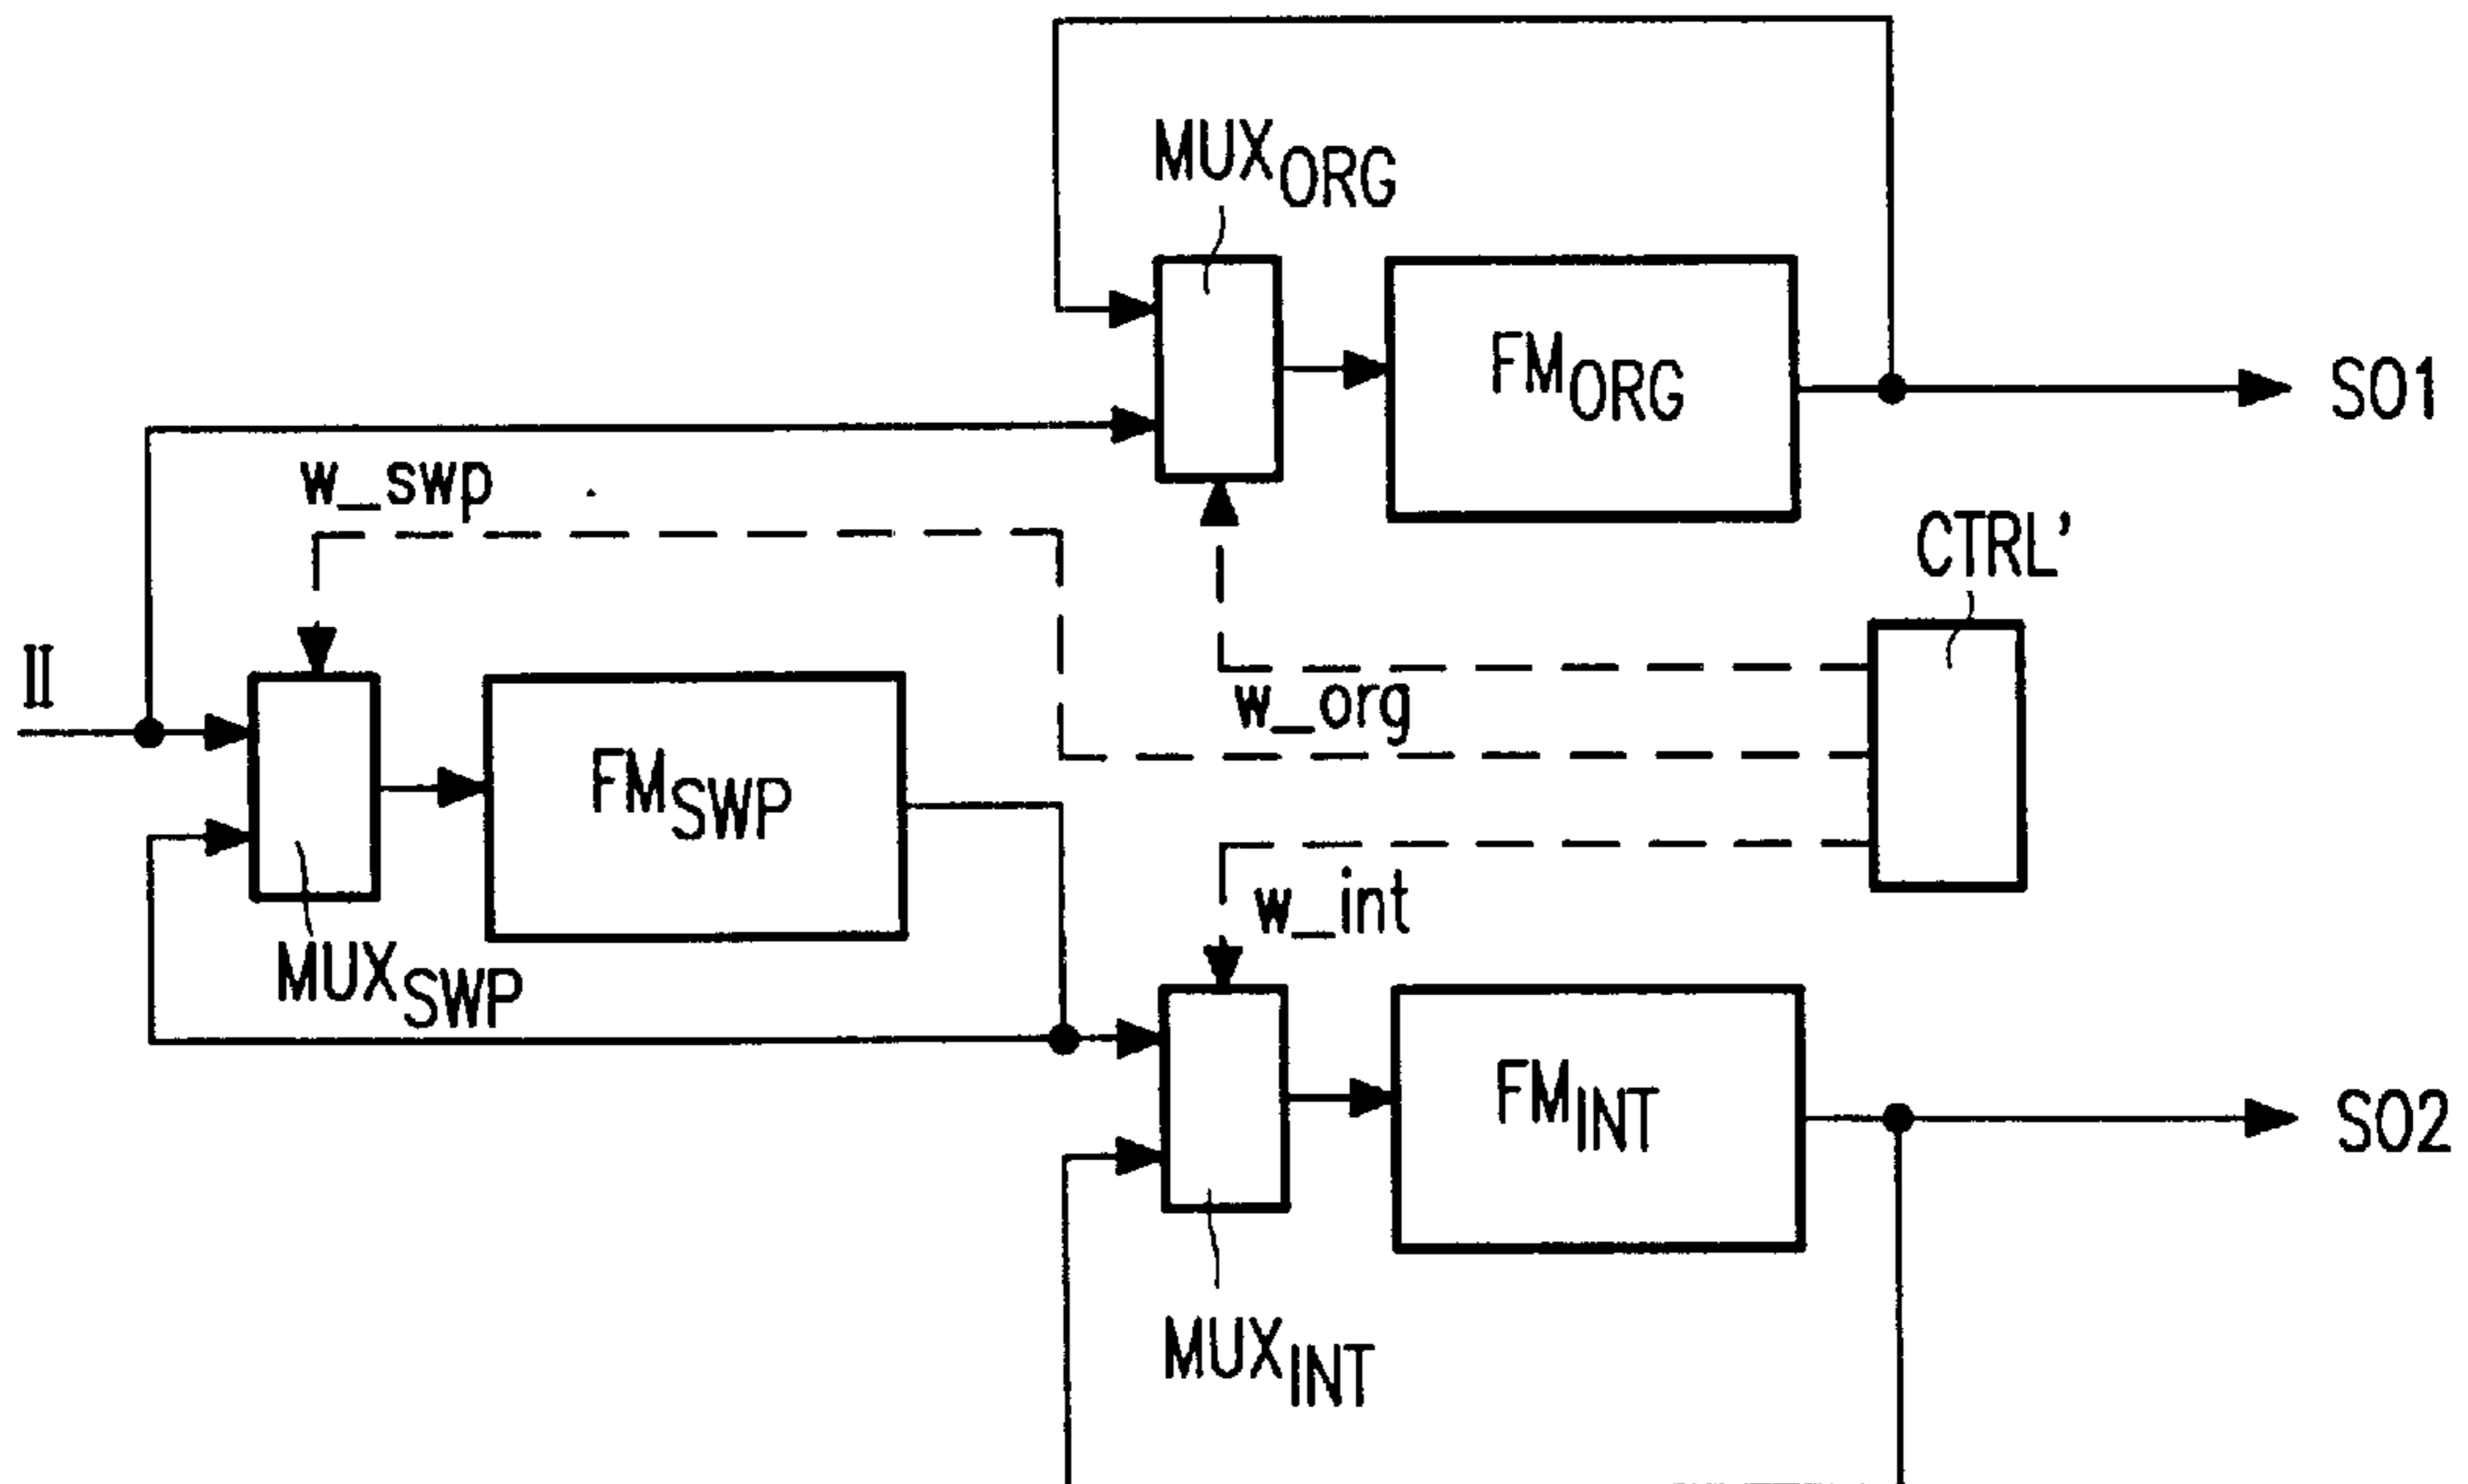 MUXORG
FMORG
SO1
w_swp
CTRL'
II
w_org
FMSWP
w_int
MUXSWP
FMINT
SO2
MUXINT